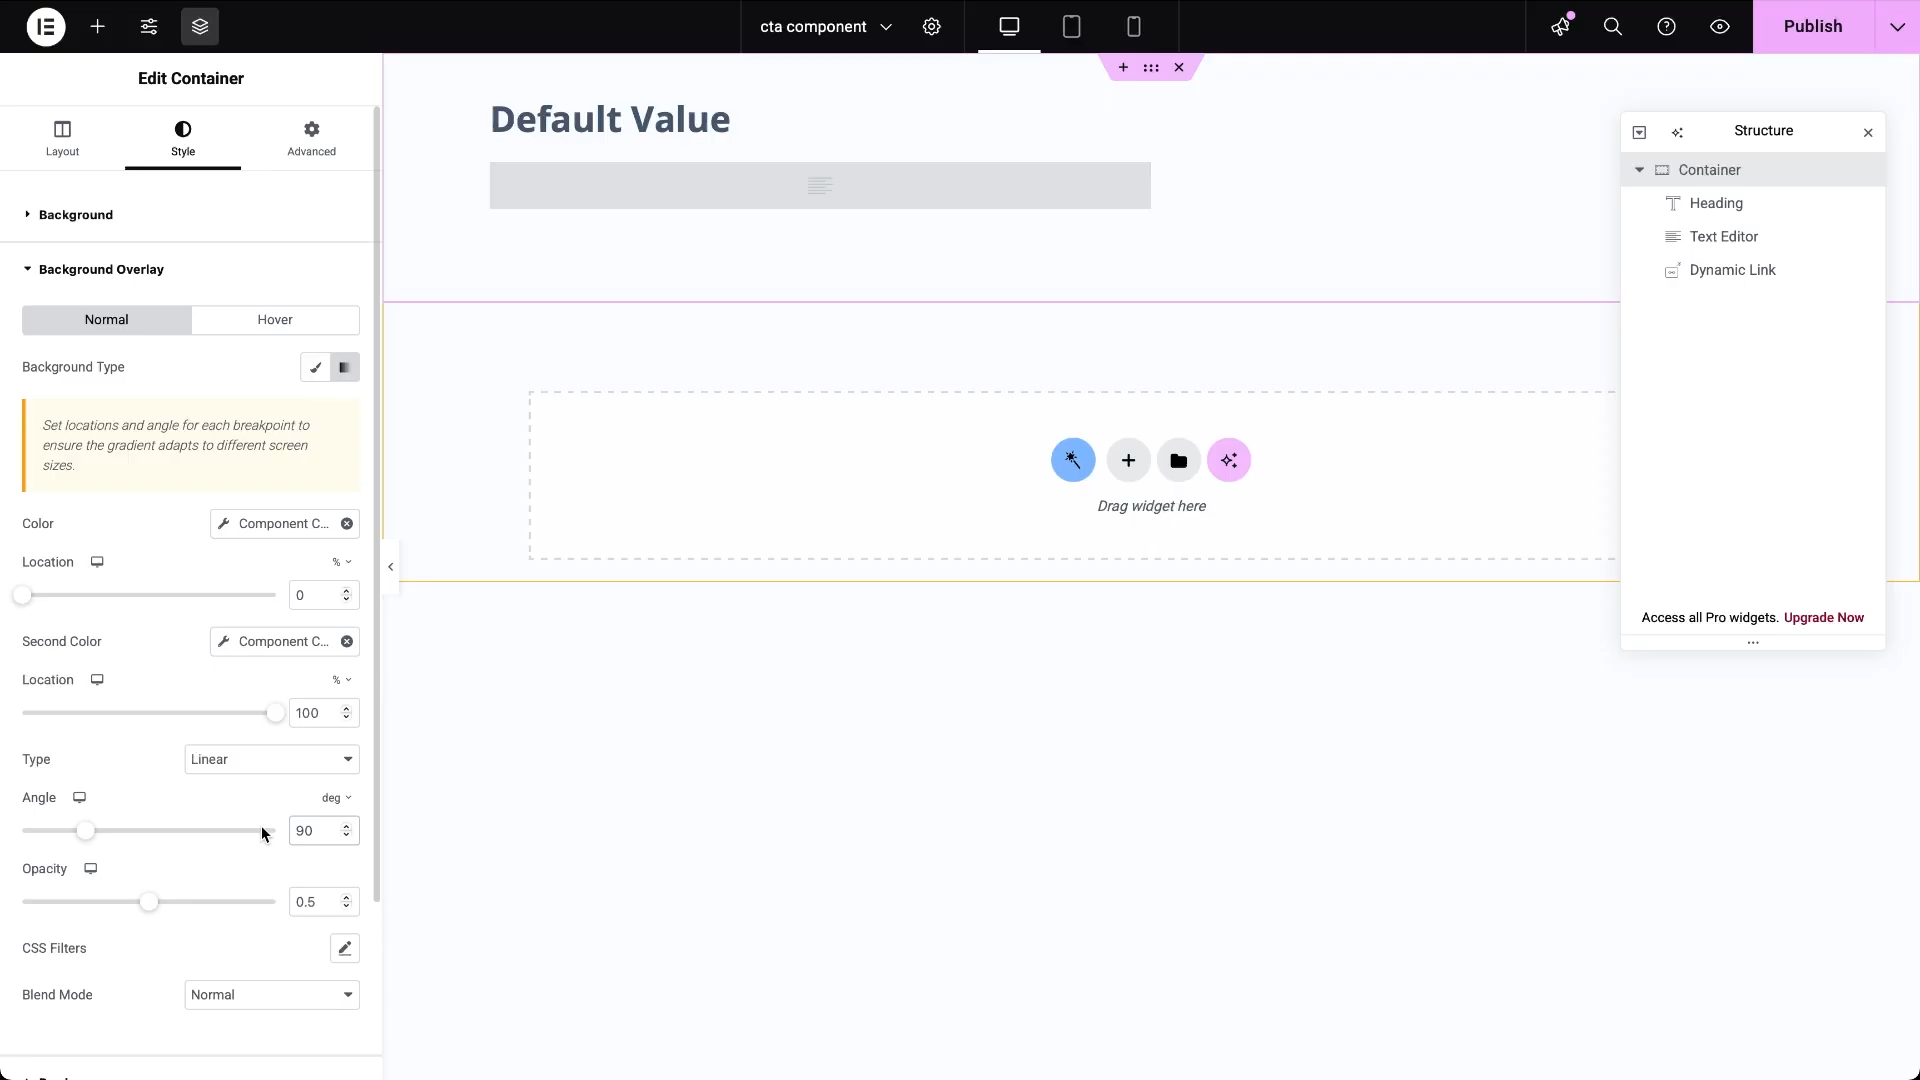 cta component
Publish
Edit Container
Layout
Style
Advanced
Background
Background Overlay
Normal
Hover
Background Type
Set locations and angle for each breakpoint to
ensure the gradient adapts to different screen
sizes.
Color
Component C...
Location
%
0
Second Color
Component C...
Location
%
100
Type
Linear
Angle
deg
90
Opacity
0.5
CSS Filters
Blend Mode
Normal
Default Value
Drag widget here
Structure
Container
Heading
Text Editor
Dynamic Link
Access all Pro widgets. Upgrade Now